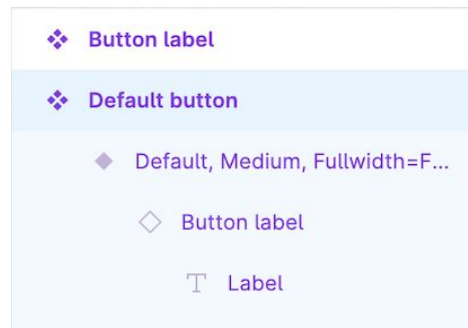 Button label
Default button
Default, Medium, Fullwidth=F...
Button label
Label